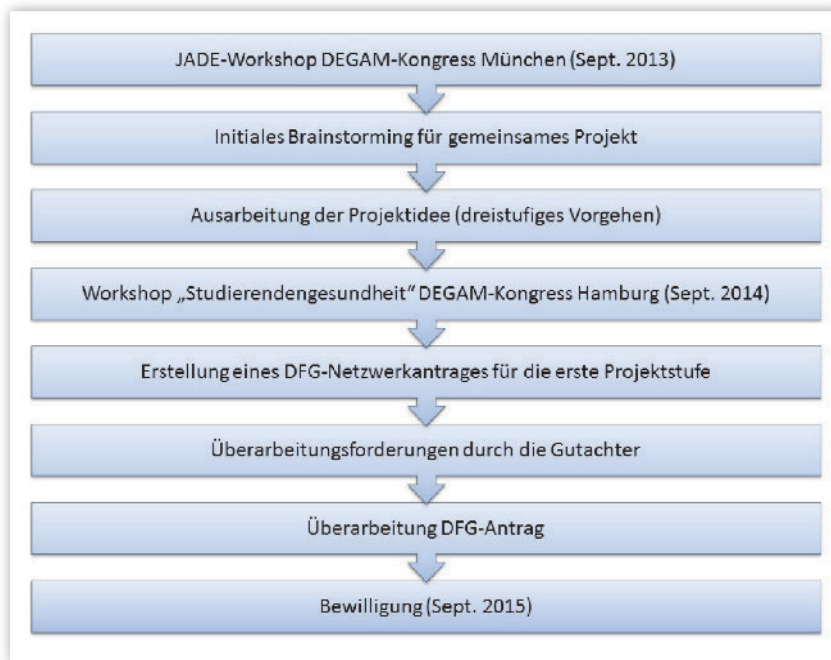 JADE-Workshop DEGAM-Kongress München (Sept. 2013)
Initiales Brainstorming für gemeinsames Projekt
Ausarbeitung der Projektidee (dreistufiges Vorgehen)
Workshop „Studierendengesundheit“ DEGAM-Kongress Hamburg (Sept. 2014)
Erstellung eines DFG-Netzwerkantrages für die erste Projektstufe
Überarbeitungsforderungen durch die Gutachter
Überarbeitung DFG-Antrag
Bewilligung (Sept. 2015)